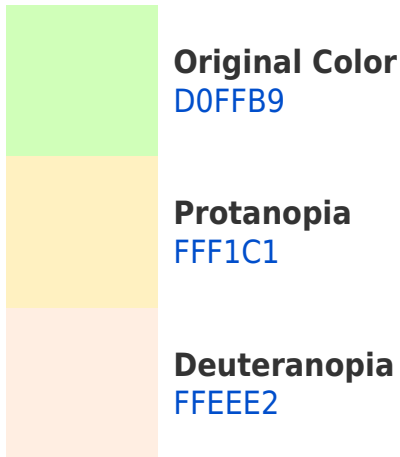 Original Color
D0FFB9
Protanopia
FFF1C1
Deuteranopia
FFEEE2